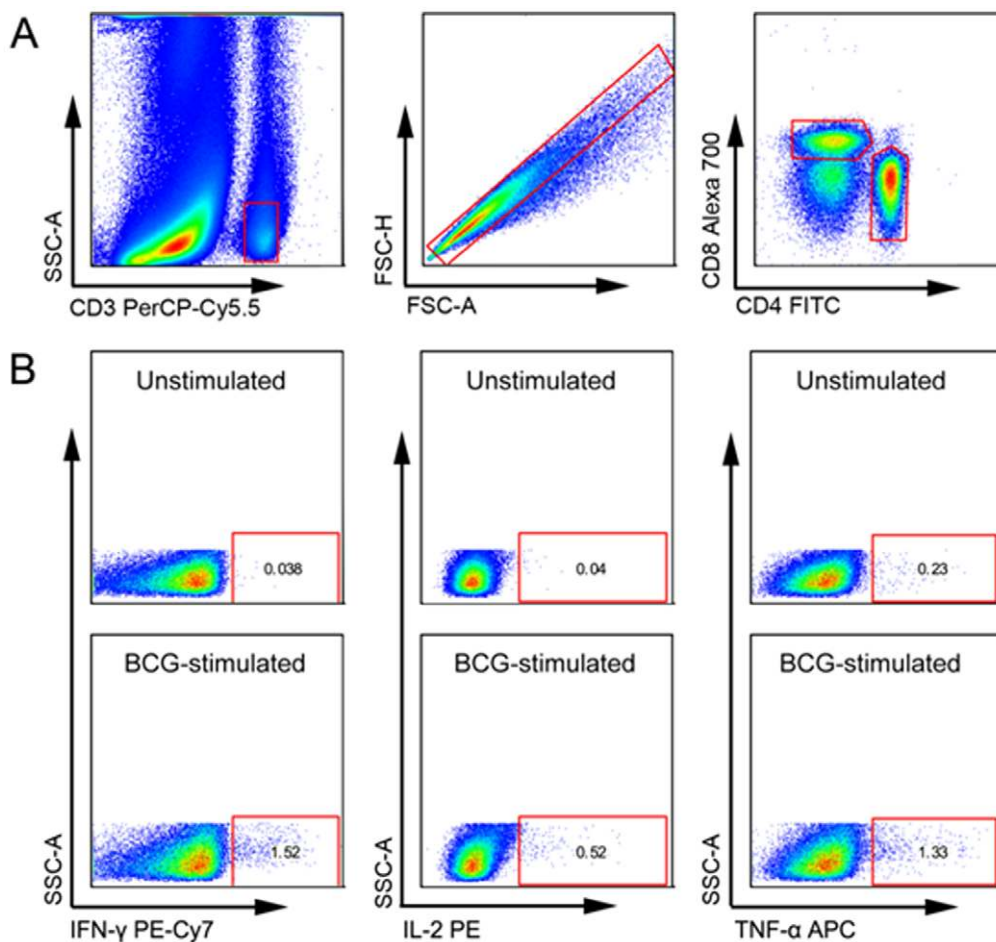 A
SSC-A
CD3 PerCP-Cy5.5
FSC-H
FSC-A
CD8 Alexa 700
CD4 FITC
B
Unstimulated
0.038
Unstimulated
0.04
Unstimulated
0.23
BCG-stimulated
1.52
SSC-A
IFN-γ PE-Cy7
BCG-stimulated
0.52
SSC-A
IL-2 PE
BCG-stimulated
1.33
SSC-A
TNF-α APC